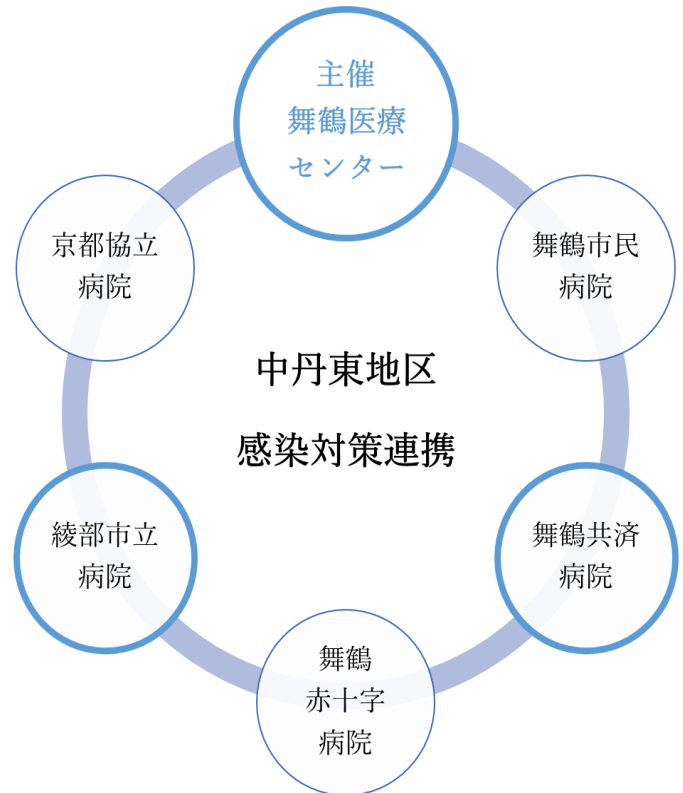 主催
舞鶴医療
センター
京都協立
病院
舞鶴市民
病院
中丹東地区
感染対策連携
綾部市立
病院
舞鶴共済
病院
舞鶴
赤十字
病院